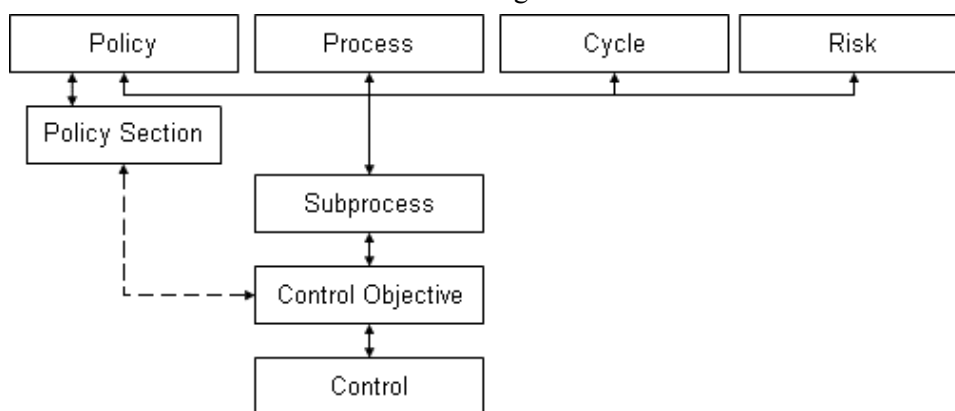 Policy
Process
Cycle
Risk
Policy Section
Subprocess
Control Objective
Control